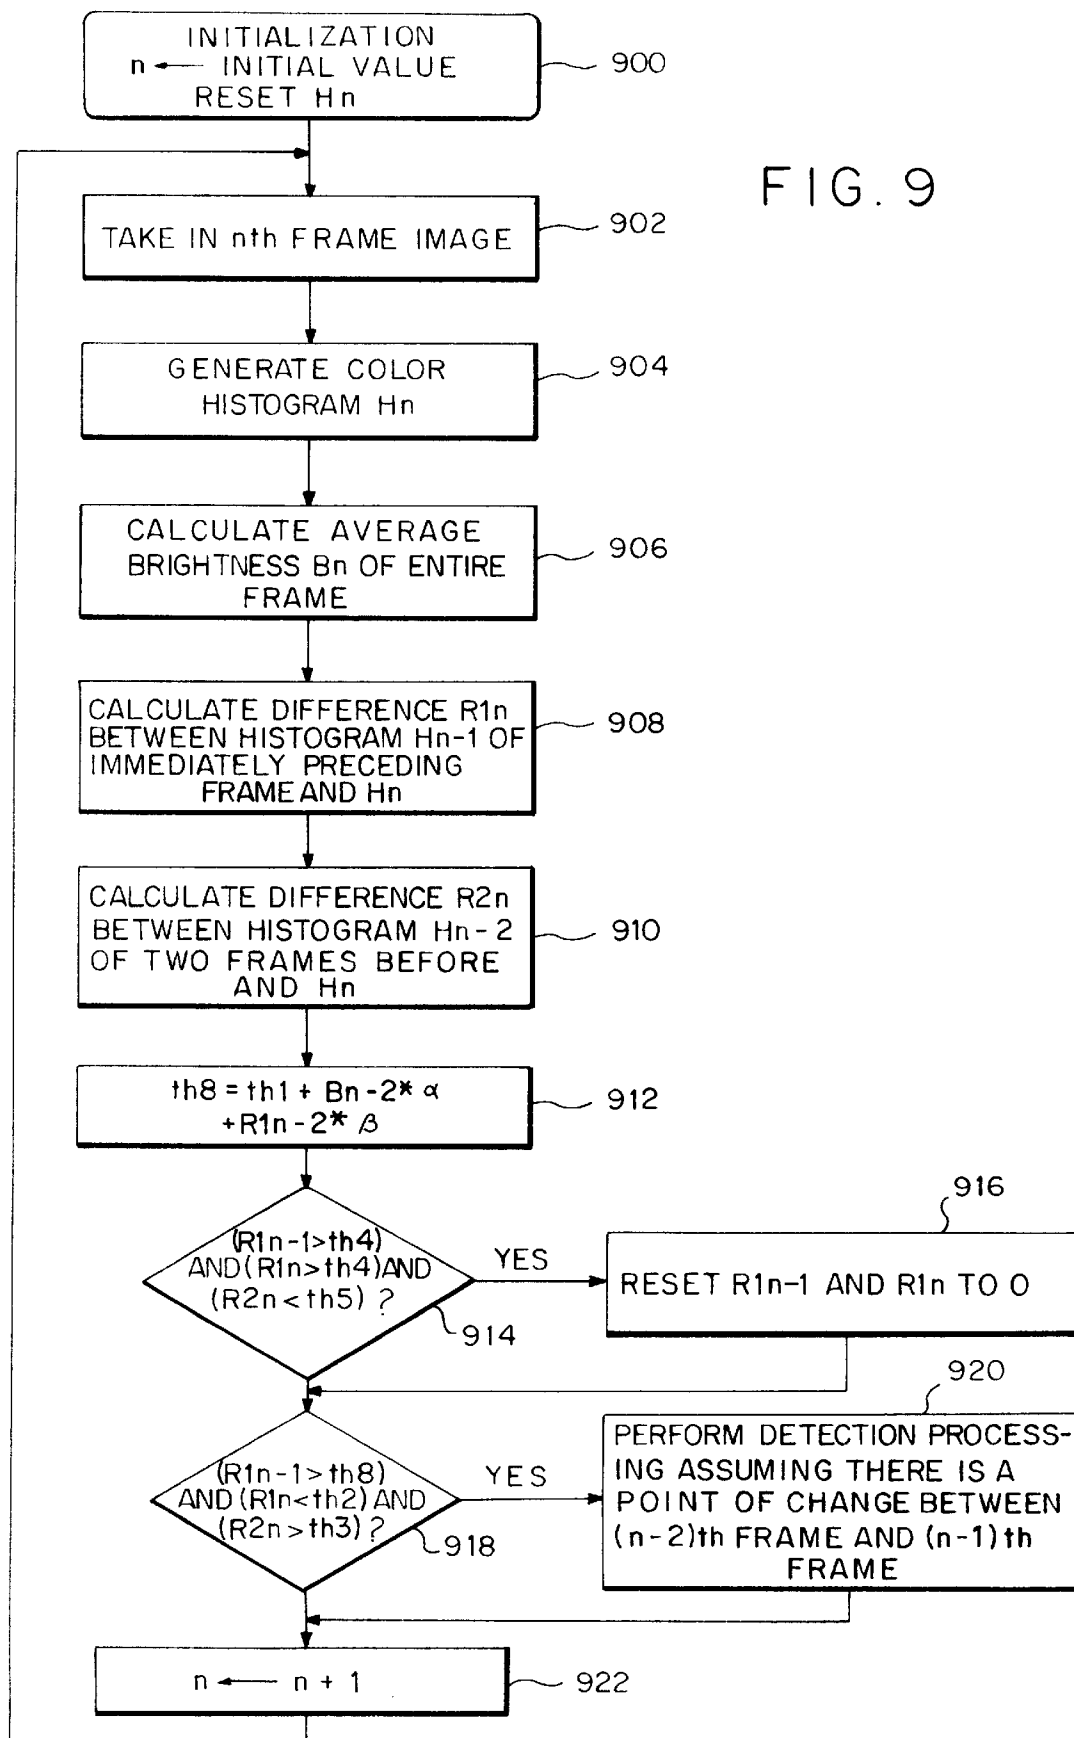 INITIALIZATION
n ← INITIAL VALUE
RESET Hn
900
FIG. 9
TAKE IN nth FRAME IMAGE
902
GENERATE COLOR
HISTOGRAM Hn
904
CALCULATE AVERAGE
BRIGHTNESS Bn OF ENTIRE
FRAME
906
CALCULATE DIFFERENCE R1n
BETWEEN HISTOGRAM Hn-1 OF
IMMEDIATELY PRECEDING
FRAME AND Hn
908
CALCULATE DIFFERENCE R2n
BETWEEN HISTOGRAM Hn-2
OF TWO FRAMES BEFORE
AND Hn
910
th8 = th1 + Bn-2* α
+R1n-2* β
912
(R1n-1>th4)
AND(R1n>th4)AND
(R2n<th5) ?
914
YES
RESET R1n-1 AND R1n TO 0
916
(R1n-1>th8)
AND(R1n<th2)AND
(R2n>th3) ?
918
YES
PERFORM DETECTION PROCESS-
ING ASSUMING THERE IS A
POINT OF CHANGE BETWEEN
(n-2)th FRAME AND (n-1)th
FRAME
920
n ← n + 1
922